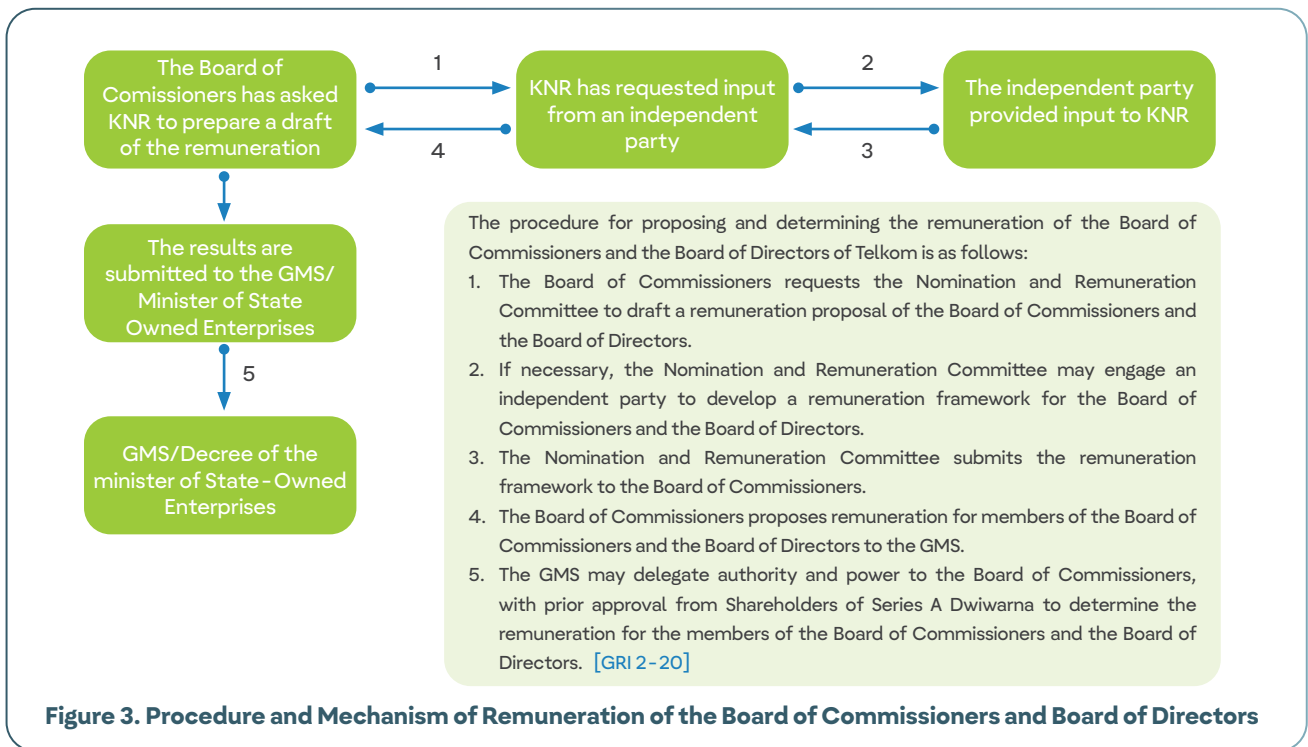 The Board of
Comissioners has asked
KNR to prepare a draft
of the remuneration
1
KNR has requested input
from an independent
party
2
The independent party
provided input to KNR
4
3
The results are
submitted to the GMS/
Minister of State
Owned Enterprises
5
GMS/Decree of the
minister of State-Owned
Enterprises
The procedure for proposing and determining the remuneration of the Board of
Commissioners and the Board of Directors of Telkom is as follows:
1. The Board of Commissioners requests the Nomination and Remuneration
Committee to draft a remuneration proposal of the Board of Commissioners and
the Board of Directors.
2. If necessary, the Nomination and Remuneration Committee may engage an
independent party to develop a remuneration framework for the Board of
Commissioners and the Board of Directors.
3. The Nomination and Remuneration Committee submits the remuneration
framework to the Board of Commissioners.
4. The Board of Commissioners proposes remuneration for members of the Board of
Commissioners and the Board of Directors to the GMS.
5. The GMS may delegate authority and power to the Board of Commissioners,
with prior approval from Shareholders of Series A Dwiwarna to determine the
remuneration for the members of the Board of Commissioners and the Board of
Directors. [GRI 2-20]
Figure 3. Procedure and Mechanism of Remuneration of the Board of Commissioners and Board of Directors